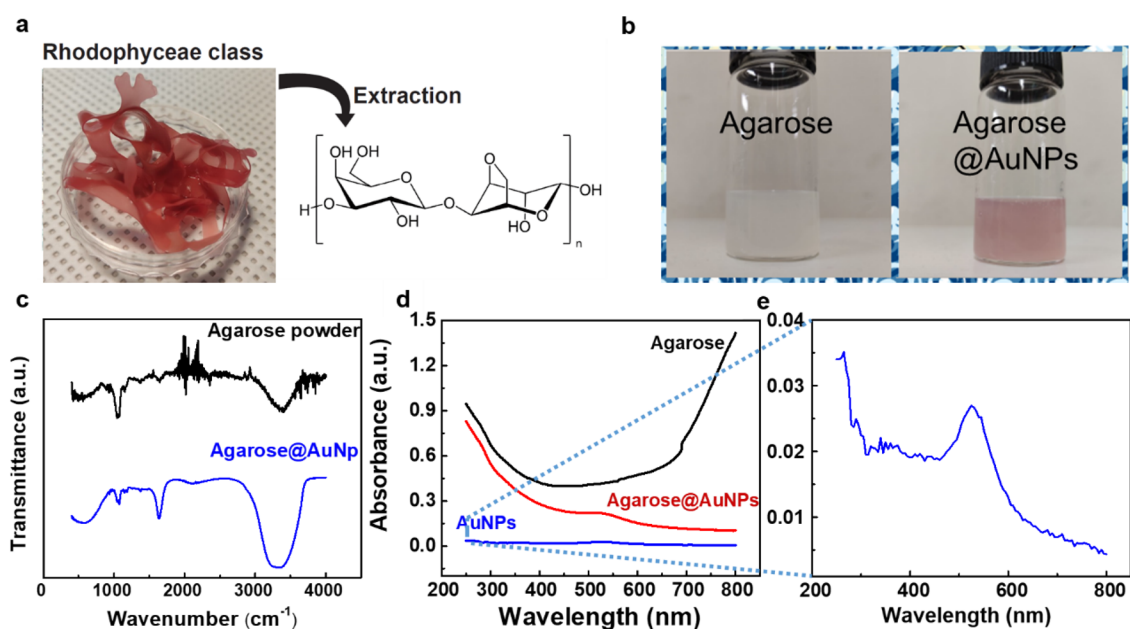 a
Rhodophyceae class
Extraction
OH
OH
O
H
O
OH
O
O
O
OH
O
HO
n
b
Agarose
Agarose
@AuNPs
c
Agarose powder
Agarose@AuNp
Transmittance (a.u.)
0 1000 2000 3000 4000
Wavenumber (cm⁻¹)
d
1.5
1.2
0.9
0.6
0.3
0.0
Absorbance (a.u.)
Agarose
Agarose@AuNPs
AuNPs
200 300 400 500 600 700 800
Wavelength (nm)
e
0.04
0.03
0.02
0.01
200 400 600 800
Wavelength (nm)